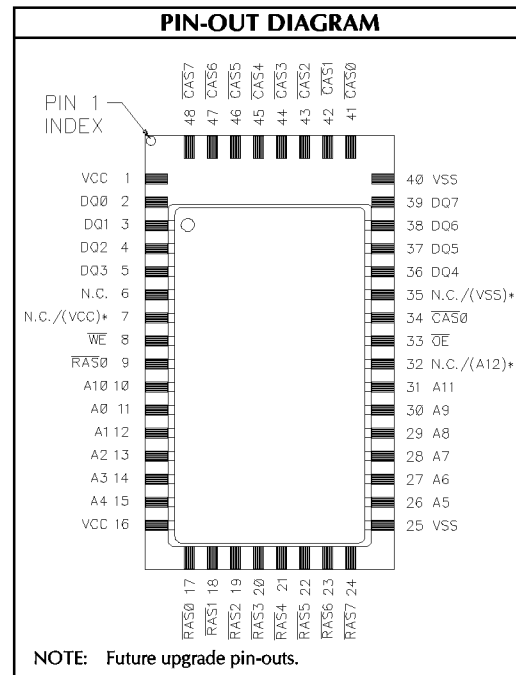 PIN-OUT DIAGRAM
48 CAS7
47 CAS6
46 CAS5
45 CAS4
44 CAS3
43 CAS2
42 CAS1
41 CAS0
PIN 1
INDEX
VCC 1
DQ0 2
DQ1 3
DQ2 4
DQ3 5
N.C. 6
N.C./(VCC)* 7
WE 8
RAS0 9
A10 10
A0 11
A1 12
A2 13
A3 14
A4 15
VCC 16
40 VSS
39 DQ7
38 DQ6
37 DQ5
36 DQ4
35 N.C./(VSS)*
34 CAS0
33 OE
32 N.C./(A12)*
31 A11
30 A9
29 A8
28 A7
27 A6
26 A5
25 VSS
RAS0 17
RAS1 18
RAS2 19
RAS3 20
RAS4 21
RAS5 22
RAS6 23
RAS7 24
NOTE: Future upgrade pin-outs.